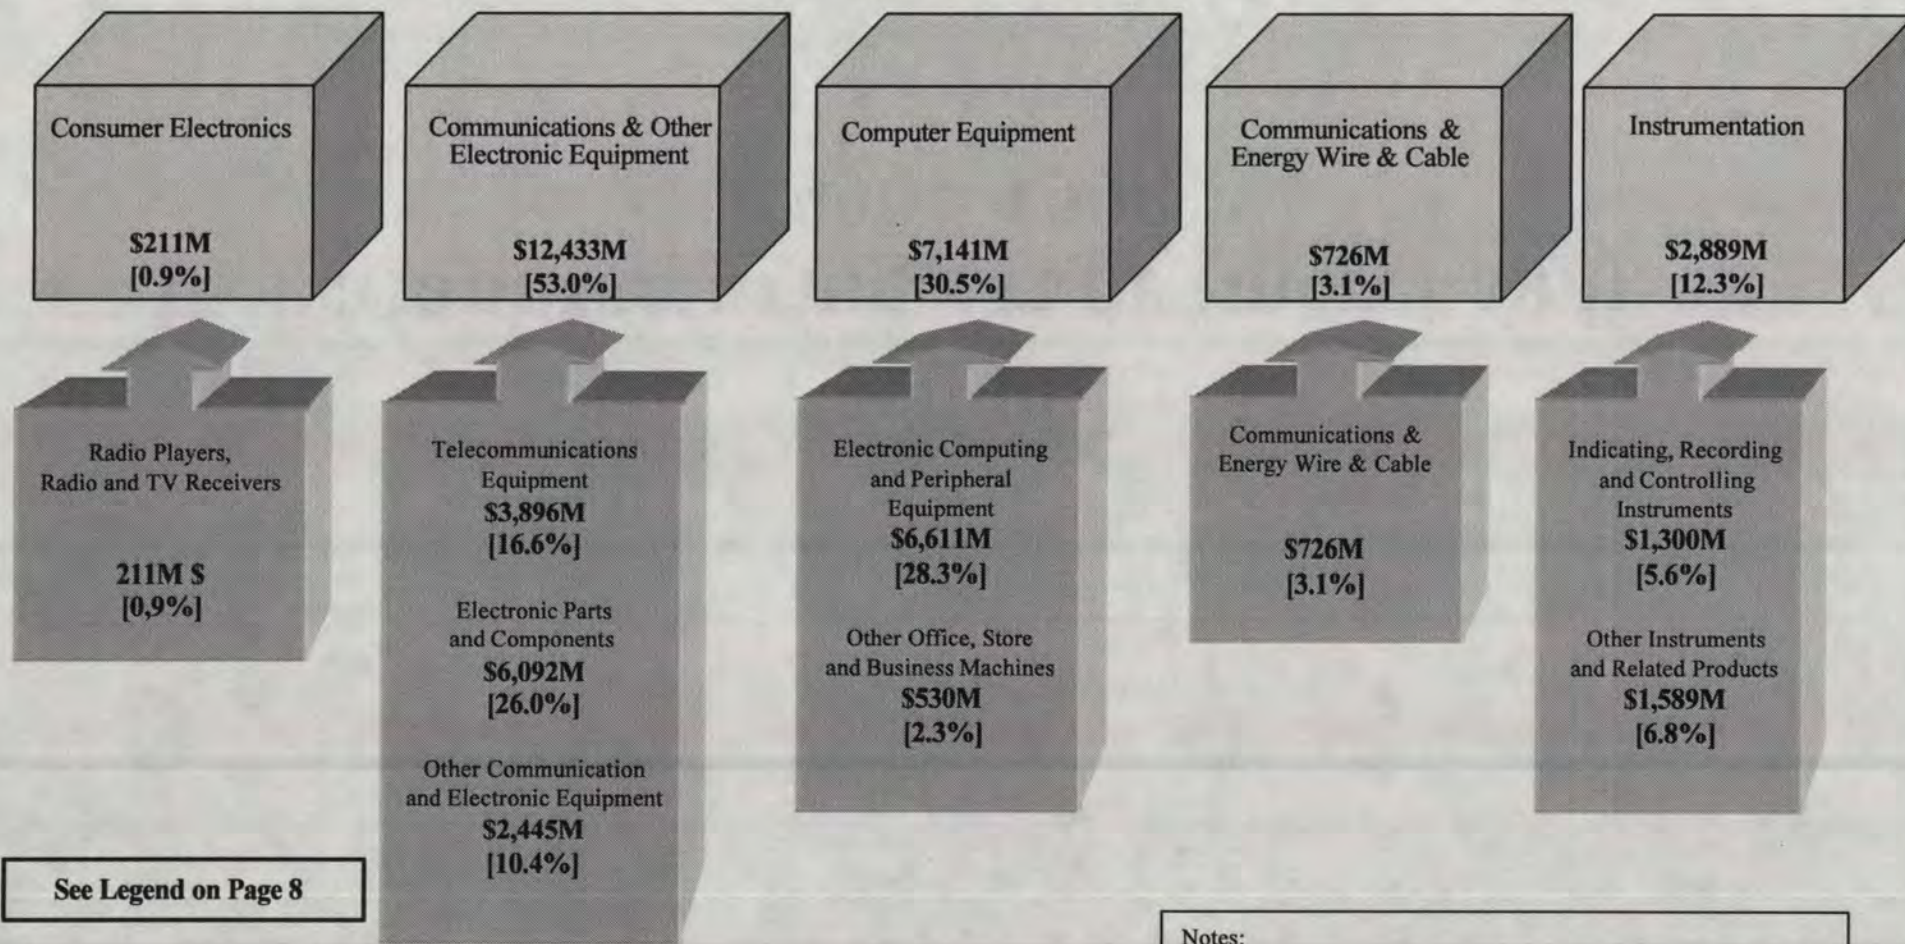 Consumer Electronics
$211M
[0.9%]
Communications & Other
Electronic Equipment
$12,433M
[53.0%]
Computer Equipment
$7,141M
[30.5%]
Communications &
Energy Wire & Cable
$726M
[3.1%]
Instrumentation
$2,889M
[12.3%]
Radio Players,
Radio and TV Receivers
211M $
[0,9%]
Telecommunications
Equipment
$3,896M
[16.6%]
Electronic Parts
and Components
$6,092M
[26.0%]
Other Communication
and Electronic Equipment
$2,445M
[10.4%]
Electronic Computing
and Peripheral
Equipment
$6,611M
[28.3%]
Other Office, Store
and Business Machines
$530M
[2.3%]
Communications &
Energy Wire & Cable
$726M
[3.1%]
Indicating, Recording
and Controlling
Instruments
$1,300M
[5.6%]
Other Instruments
and Related Products
$1,589M
[6.8%]
See Legend on Page 8
Notes: